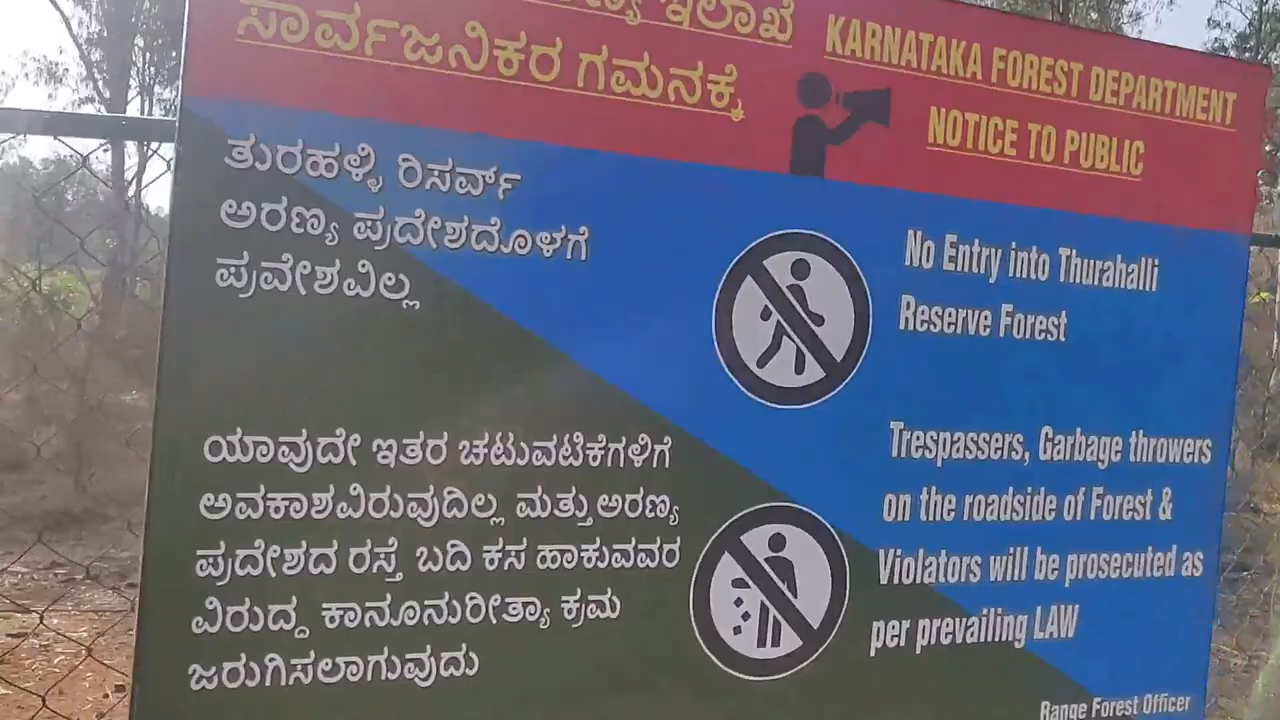 ಇಲಾಖೆ
ಸಾರ್ವಜನಿಕರ ಗಮನಕ್ಕೆ
KARNATAKA FOREST DEPARTMENT
NOTICE TO PUBLIC
ತುರಹಳ್ಳಿ ರಿಸರ್ವ್
ಅರಣ್ಯ ಪ್ರದೇಶದೊಳಗೆ
ಪ್ರವೇಶವಿಲ್ಲ
No Entry into Thurahalli
Reserve Forest
ಯಾವುದೇ ಇತರ ಚಟುವಟಿಕೆಗಳಿಗೆ
ಅವಕಾಶವಿರುವುದಿಲ್ಲ ಮತ್ತು ಅರಣ್ಯ
ಪ್ರದೇಶದ ರಸ್ತೆ ಬದಿ ಕಸ ಹಾಕುವವರ
ವಿರುದ್ದ ಕಾನೂನುರೀತ್ಯಾ ಕ್ರಮ
ಜರುಗಿಸಲಾಗುವುದು
Trespassers, Garbage throwers
on the roadside of Forest &
Violators will be prosecuted as
per prevailing LAW
Range Forest Officer